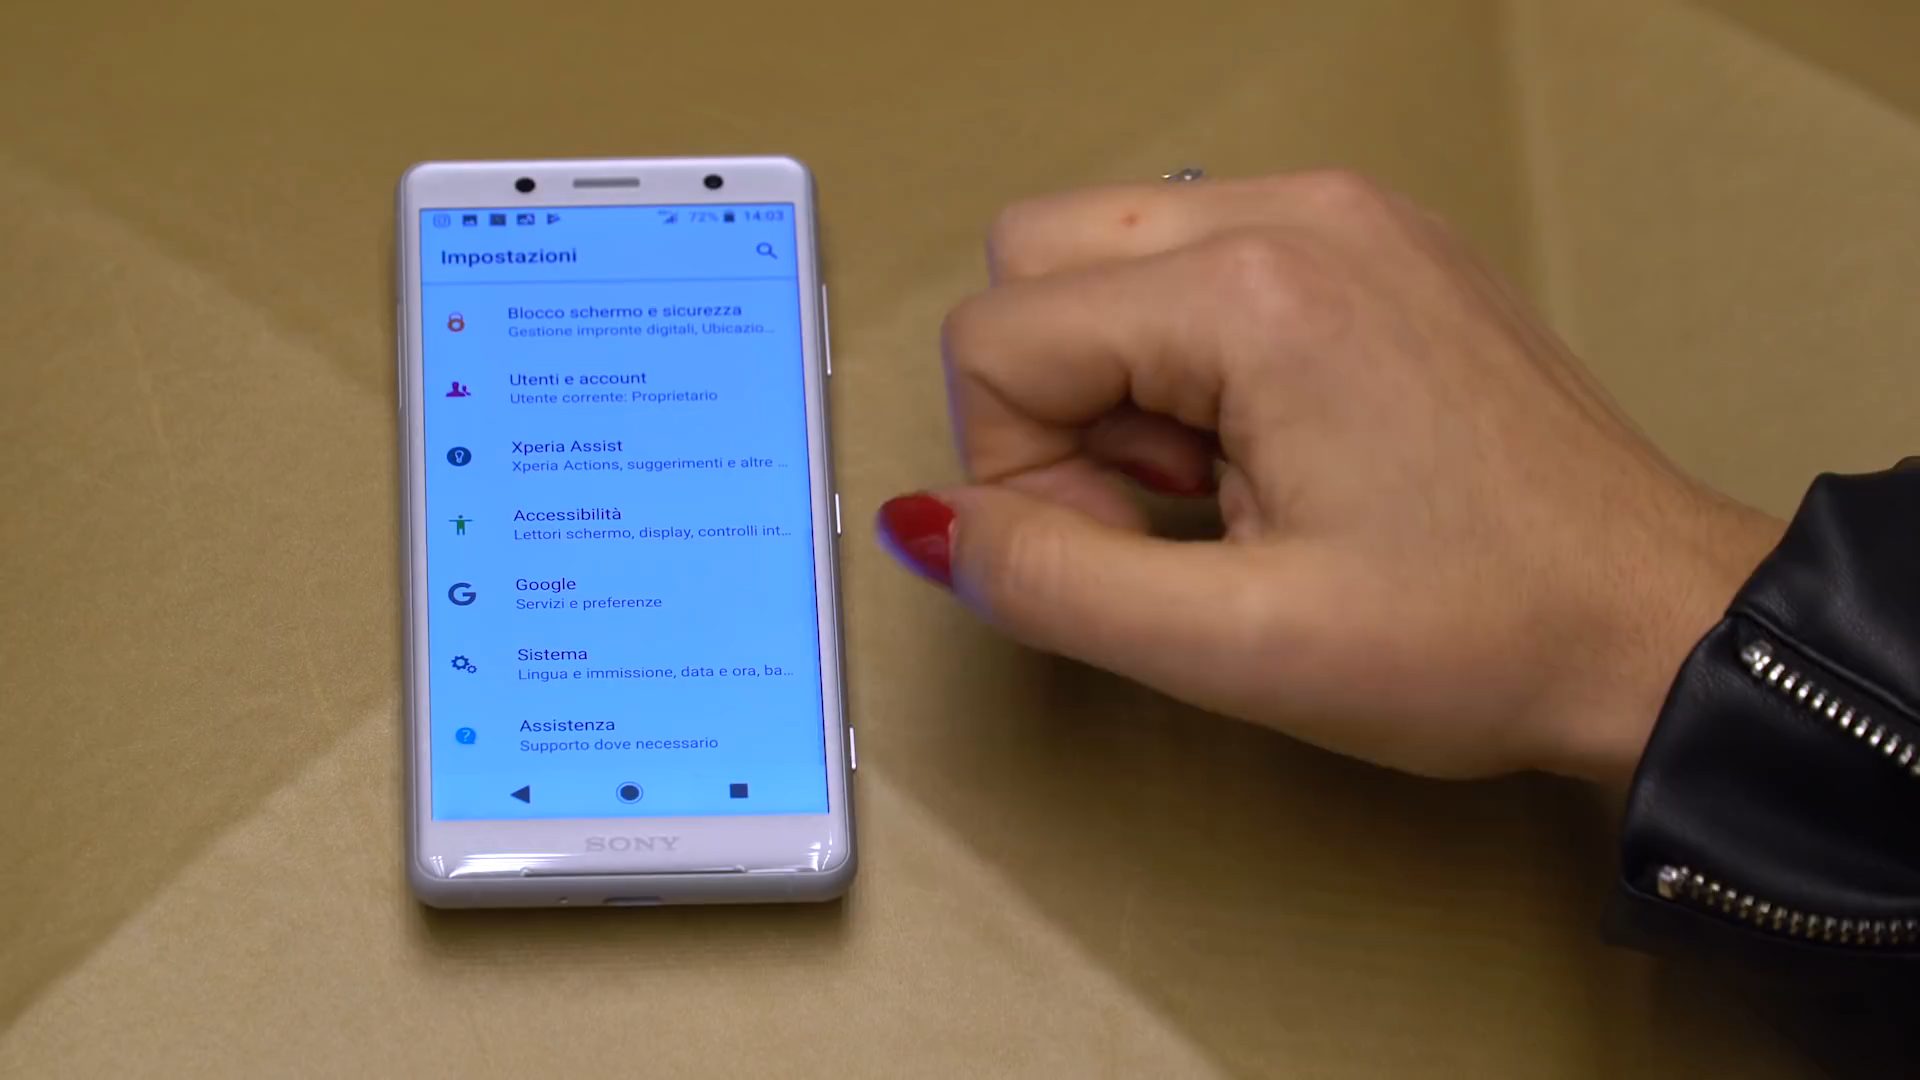 72% 14:03
Impostazioni
Blocco schermo e sicurezza
Gestione impronte digitali, Ubicazio...
Utenti e account
Utente corrente: Proprietario
Xperia Assist
Xperia Actions, suggerimenti e altre ...
Accessibilità
Lettori schermo, display, controlli int...
Google
Servizi e preferenze
Sistema
Lingua e immissione, data e ora, ba...
Assistenza
Supporto dove necessario
SONY